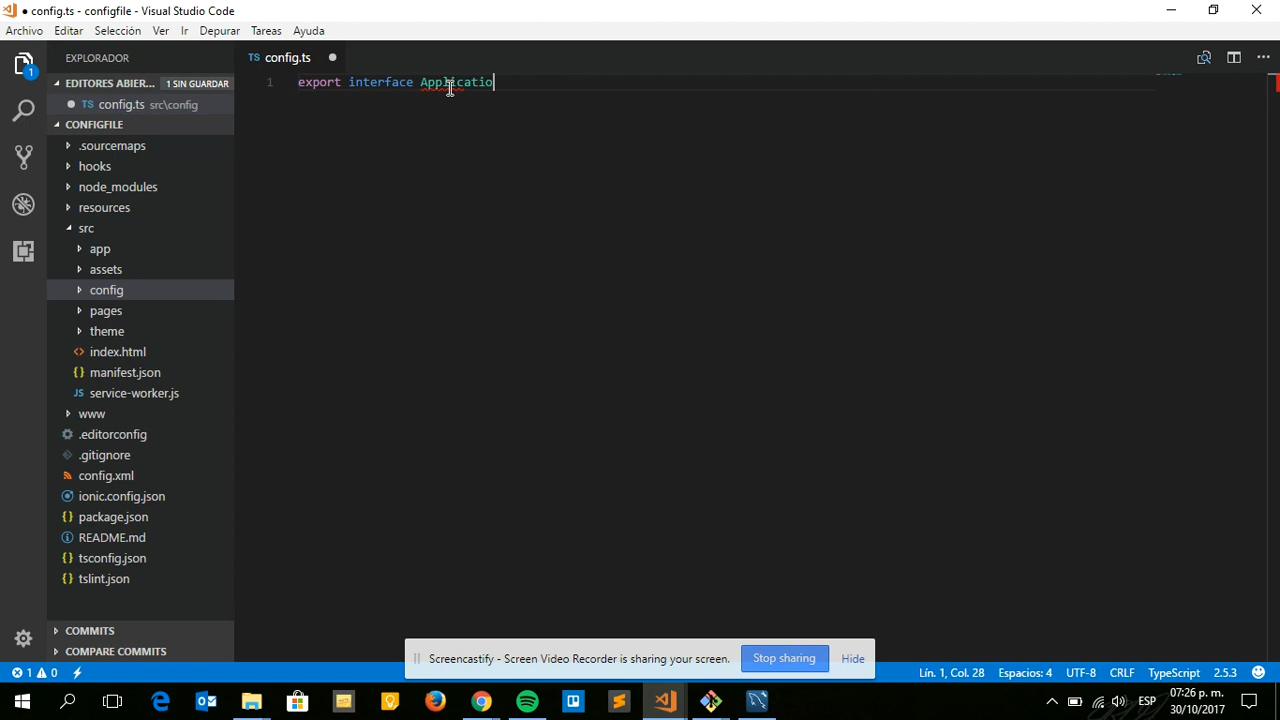 config.ts - configfile - Visual Studio Code
Archivo Editar Selección Ver Ir Depurar Tareas Ayuda
EXPLORADOR
EDITORES ABIER... 1 SIN GUARDAR
TS config.ts src\config
CONFIGFILE
.sourcemaps
hooks
node_modules
resources
src
app
assets
config
pages
theme
<> index.html
{} manifest.json
JS service-worker.js
www
.editorconfig
.gitignore
config.xml
ionic.config.json
{} package.json
README.md
{} tsconfig.json
{} tslint.json
COMMITS
COMPARE COMMITS
TS config.ts
1 export interface Applicatio
Screencastify - Screen Video Recorder is sharing your screen. Stop sharing Hide
1 0 Lín. 1, Col. 28 Espacios: 4 UTF-8 CRLF TypeScript 2.5.3
ESP
07:26 p. m.
30/10/2017